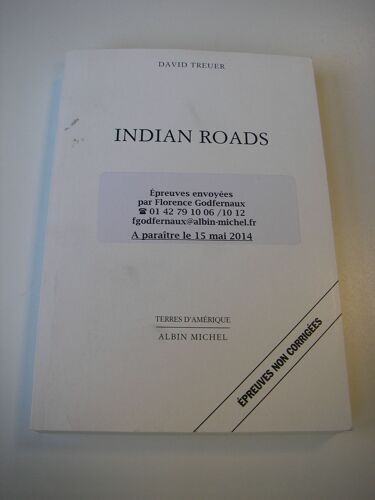 DAVID TREUER
INDIAN ROADS
Épreuves envoyées
par Florence Godfernaux
☎ 01 42 79 10 06 /10 12
fgodfernaux@albin-michel.fr
A paraître le 15 mai 2014
TERRES D'AMÉRIQUE
ALBIN MICHEL
ÉPREUVES NON CORRIGÉES